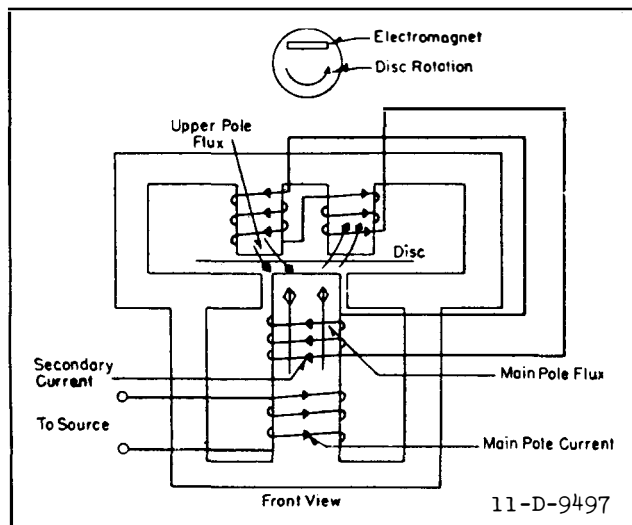 Electromagnet
Disc Rotation
Upper Pole
Flux
Disc
Secondary
Current
Main Pole Flux
To Source
Main Pole Current
Front View
11-D-9497